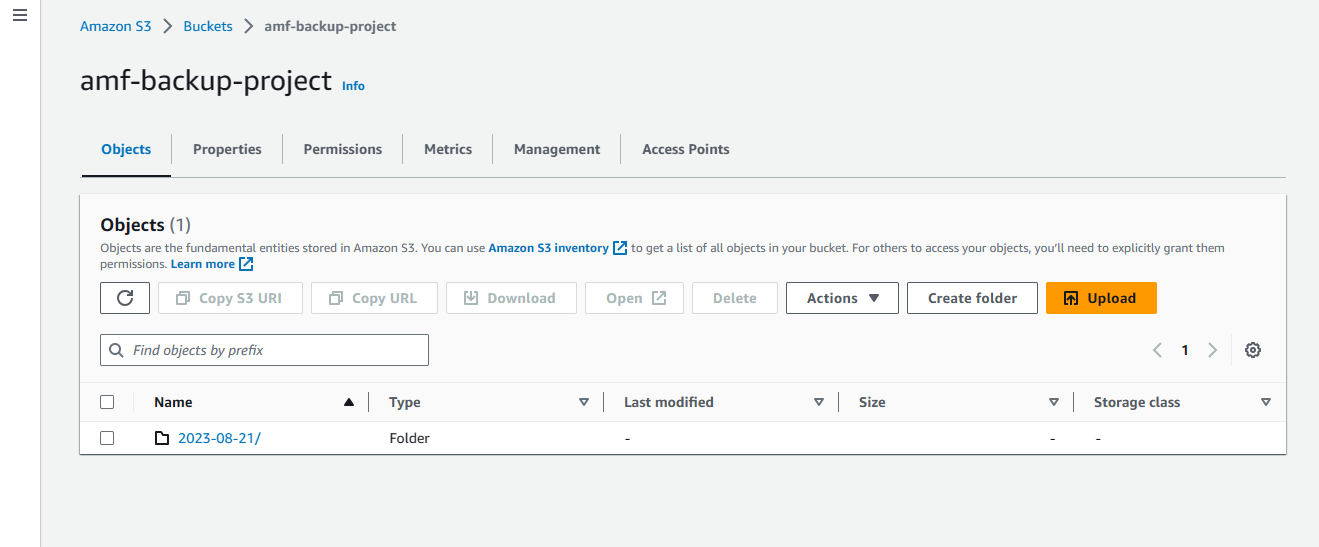 Amazon S3 Buckets amf-backup-project
amf-backup-project Info
Objects Properties Permissions Metrics Management Access Points
Objects (1)
Objects are the fundamental entities stored in Amazon S3. You can use Amazon S3 inventory to get a list of all objects in your bucket. For others to access your objects, you'll need to explicitly grant them
permissions. Learn more
Copy S3 URI Copy URL Download Open Delete Actions Create folder Upload
Find objects by prefix 1
Name Type Last modified Size Storage class
2023-08-21/ Folder - - -